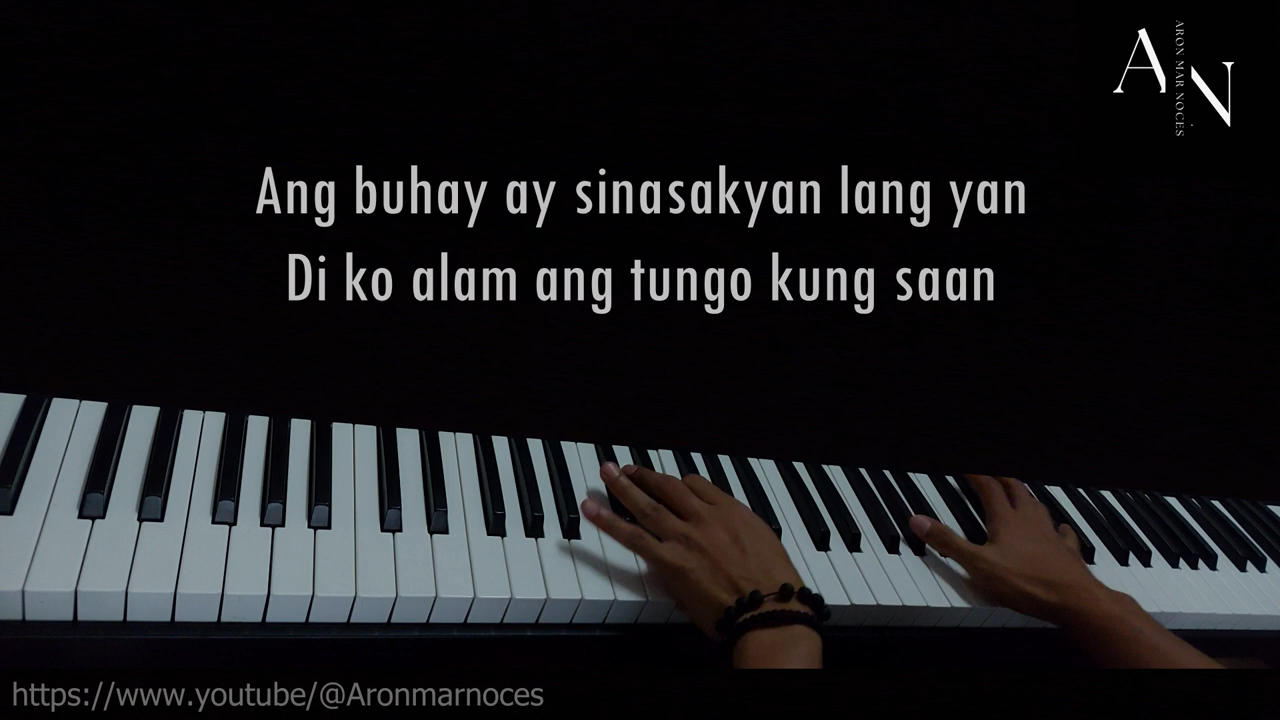 A N
ARON MAR NOCES
Ang buhay ay sinasakyan lang yan
Di ko alam ang tungo kung saan
https://www.youtube/@Aronmarnoces